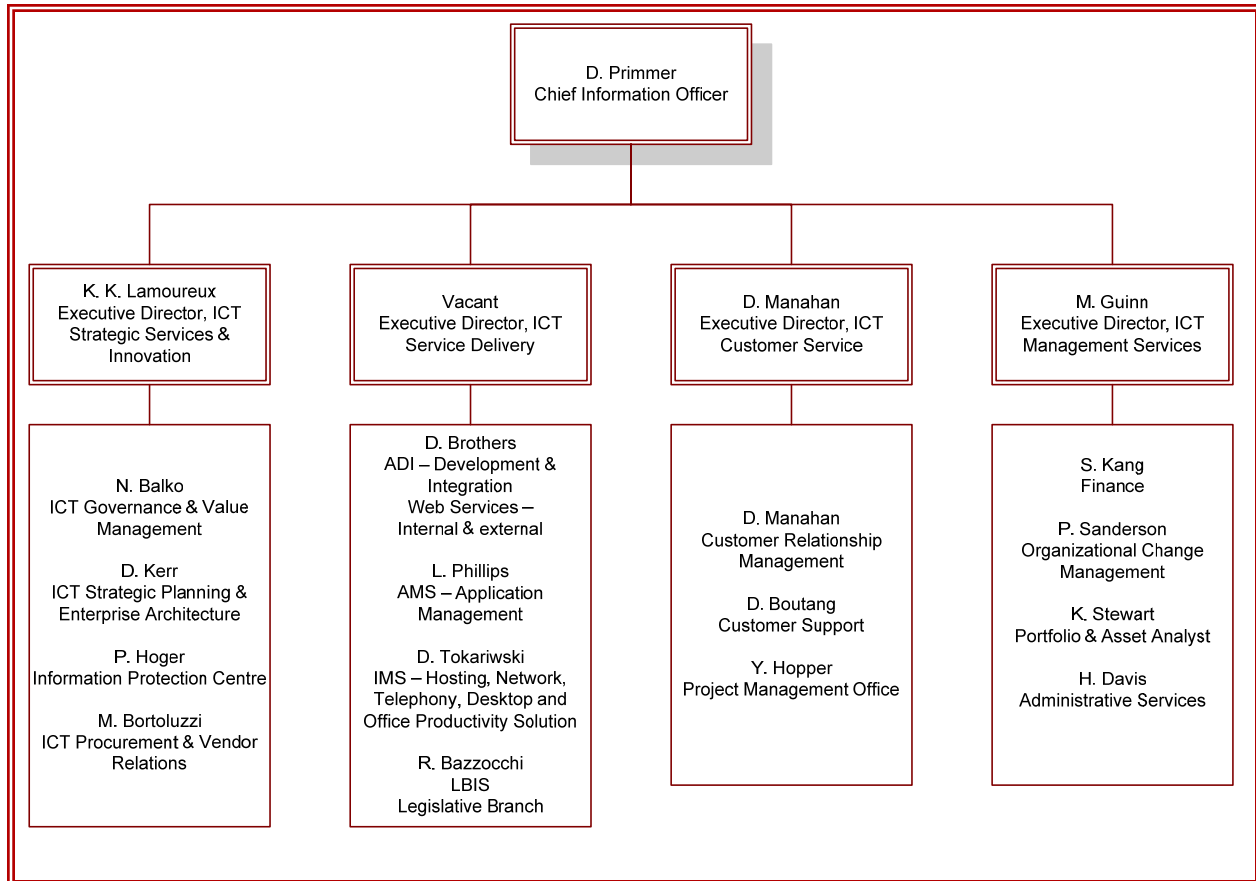 D. Primmer
Chief Information Officer
K. K. Lamoureux
Executive Director, ICT
Strategic Services &
Innovation
Vacant
Executive Director, ICT
Service Delivery
D. Manahan
Executive Director, ICT
Customer Service
M. Guinn
Executive Director, ICT
Management Services
N. Balko
ICT Governance & Value
Management
D. Kerr
ICT Strategic Planning &
Enterprise Architecture
P. Hoger
Information Protection Centre
M. Bortoluzzi
ICT Procurement & Vendor
Relations
D. Brothers
ADI – Development &
Integration
Web Services –
Internal & external
L. Phillips
AMS – Application
Management
D. Tokariwski
IMS – Hosting, Network,
Telephony, Desktop and
Office Productivity Solution
R. Bazzocchi
LBIS
Legislative Branch
D. Manahan
Customer Relationship
Management
D. Boutang
Customer Support
Y. Hopper
Project Management Office
S. Kang
Finance
P. Sanderson
Organizational Change
Management
K. Stewart
Portfolio & Asset Analyst
H. Davis
Administrative Services